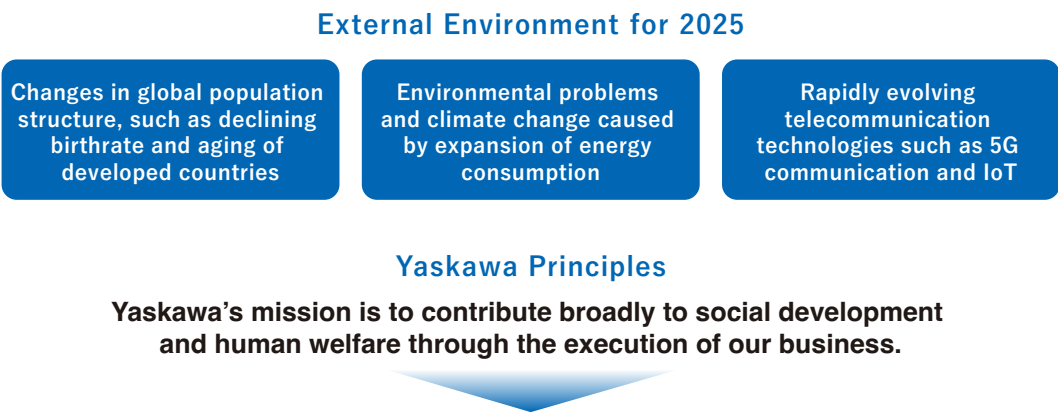 External Environment for 2025
Changes in global population
structure, such as declining
birthrate and aging of
developed countries
Environmental problems
and climate change caused
by expansion of energy
consumption
Rapidly evolving
telecommunication
technologies such as 5G
communication and IoT
Yaskawa Principles
Yaskawa’s mission is to contribute broadly to social development
and human welfare through the execution of our business.